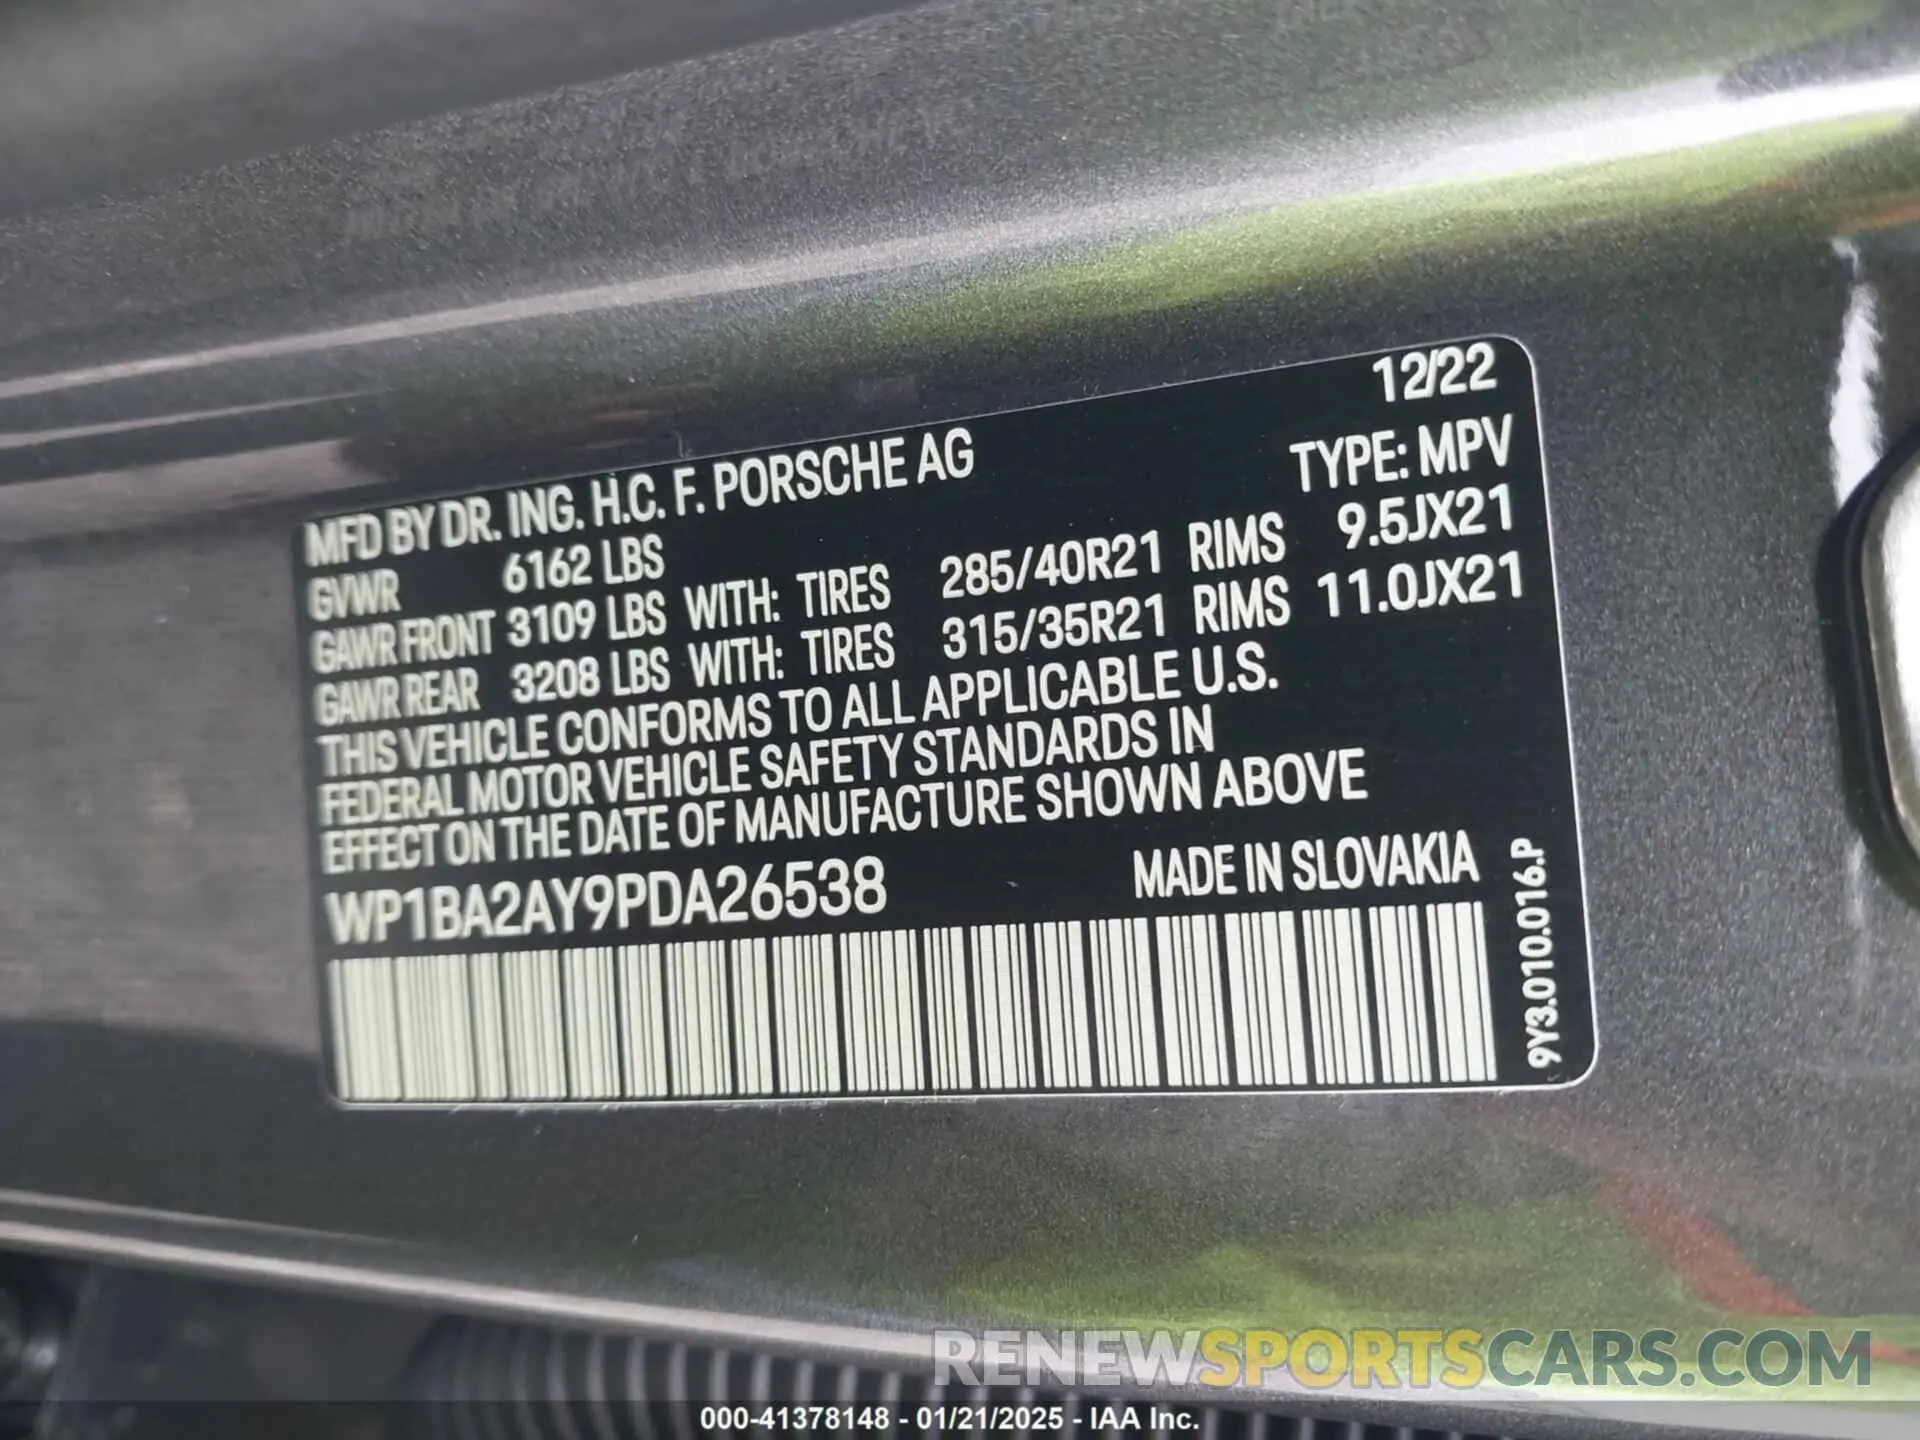 12/22
MFD BY DR. ING. H.C. F. PORSCHE AG TYPE: MPV
GVWR 6162 LBS
GAWR FRONT 3109 LBS WITH: TIRES 285/40R21 RIMS 9.5JX21
GAWR REAR 3208 LBS WITH: TIRES 315/35R21 RIMS 11.0JX21
THIS VEHICLE CONFORMS TO ALL APPLICABLE U.S.
FEDERAL MOTOR VEHICLE SAFETY STANDARDS IN
EFFECT ON THE DATE OF MANUFACTURE SHOWN ABOVE
WP1BA2AY9PDA26538 MADE IN SLOVAKIA
9Y3.010.016.P
RENEWSPORTSCARS.COM
000-41378148 - 01/21/2025 - IAA Inc.